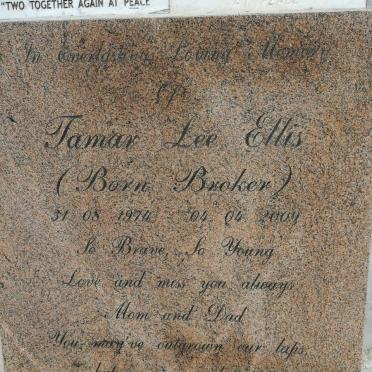 "TWO TOGETHER AGAIN AT PEACE
In Everlasting Loving Memory
Of
Tamar Lee Ellis
(Born Broker)
31 08 1974 04 04 2009
So Brave, So Young
Love and miss you always
Mom and Dad
You may've outgrown our laps,